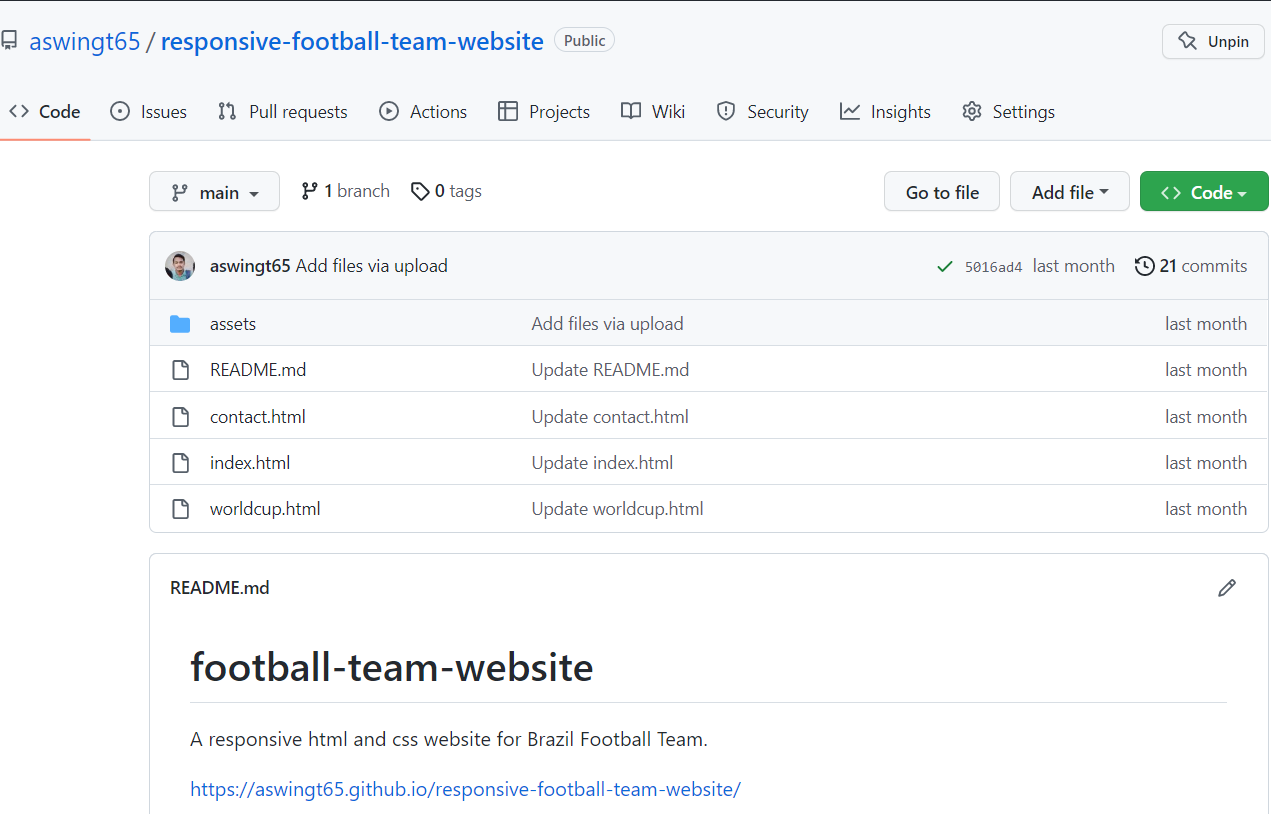 aswingt65 / responsive-football-team-website Public Unpin
Code Issues Pull requests Actions Projects Wiki Security Insights Settings
main 1 branch 0 tags Go to file Add file Code
aswingt65 Add files via upload 5016ad4 last month 21 commits
assets Add files via upload last month
README.md Update README.md last month
contact.html Update contact.html last month
index.html Update index.html last month
worldcup.html Update worldcup.html last month
README.md
football-team-website
A responsive html and css website for Brazil Football Team.
https://aswingt65.github.io/responsive-football-team-website/